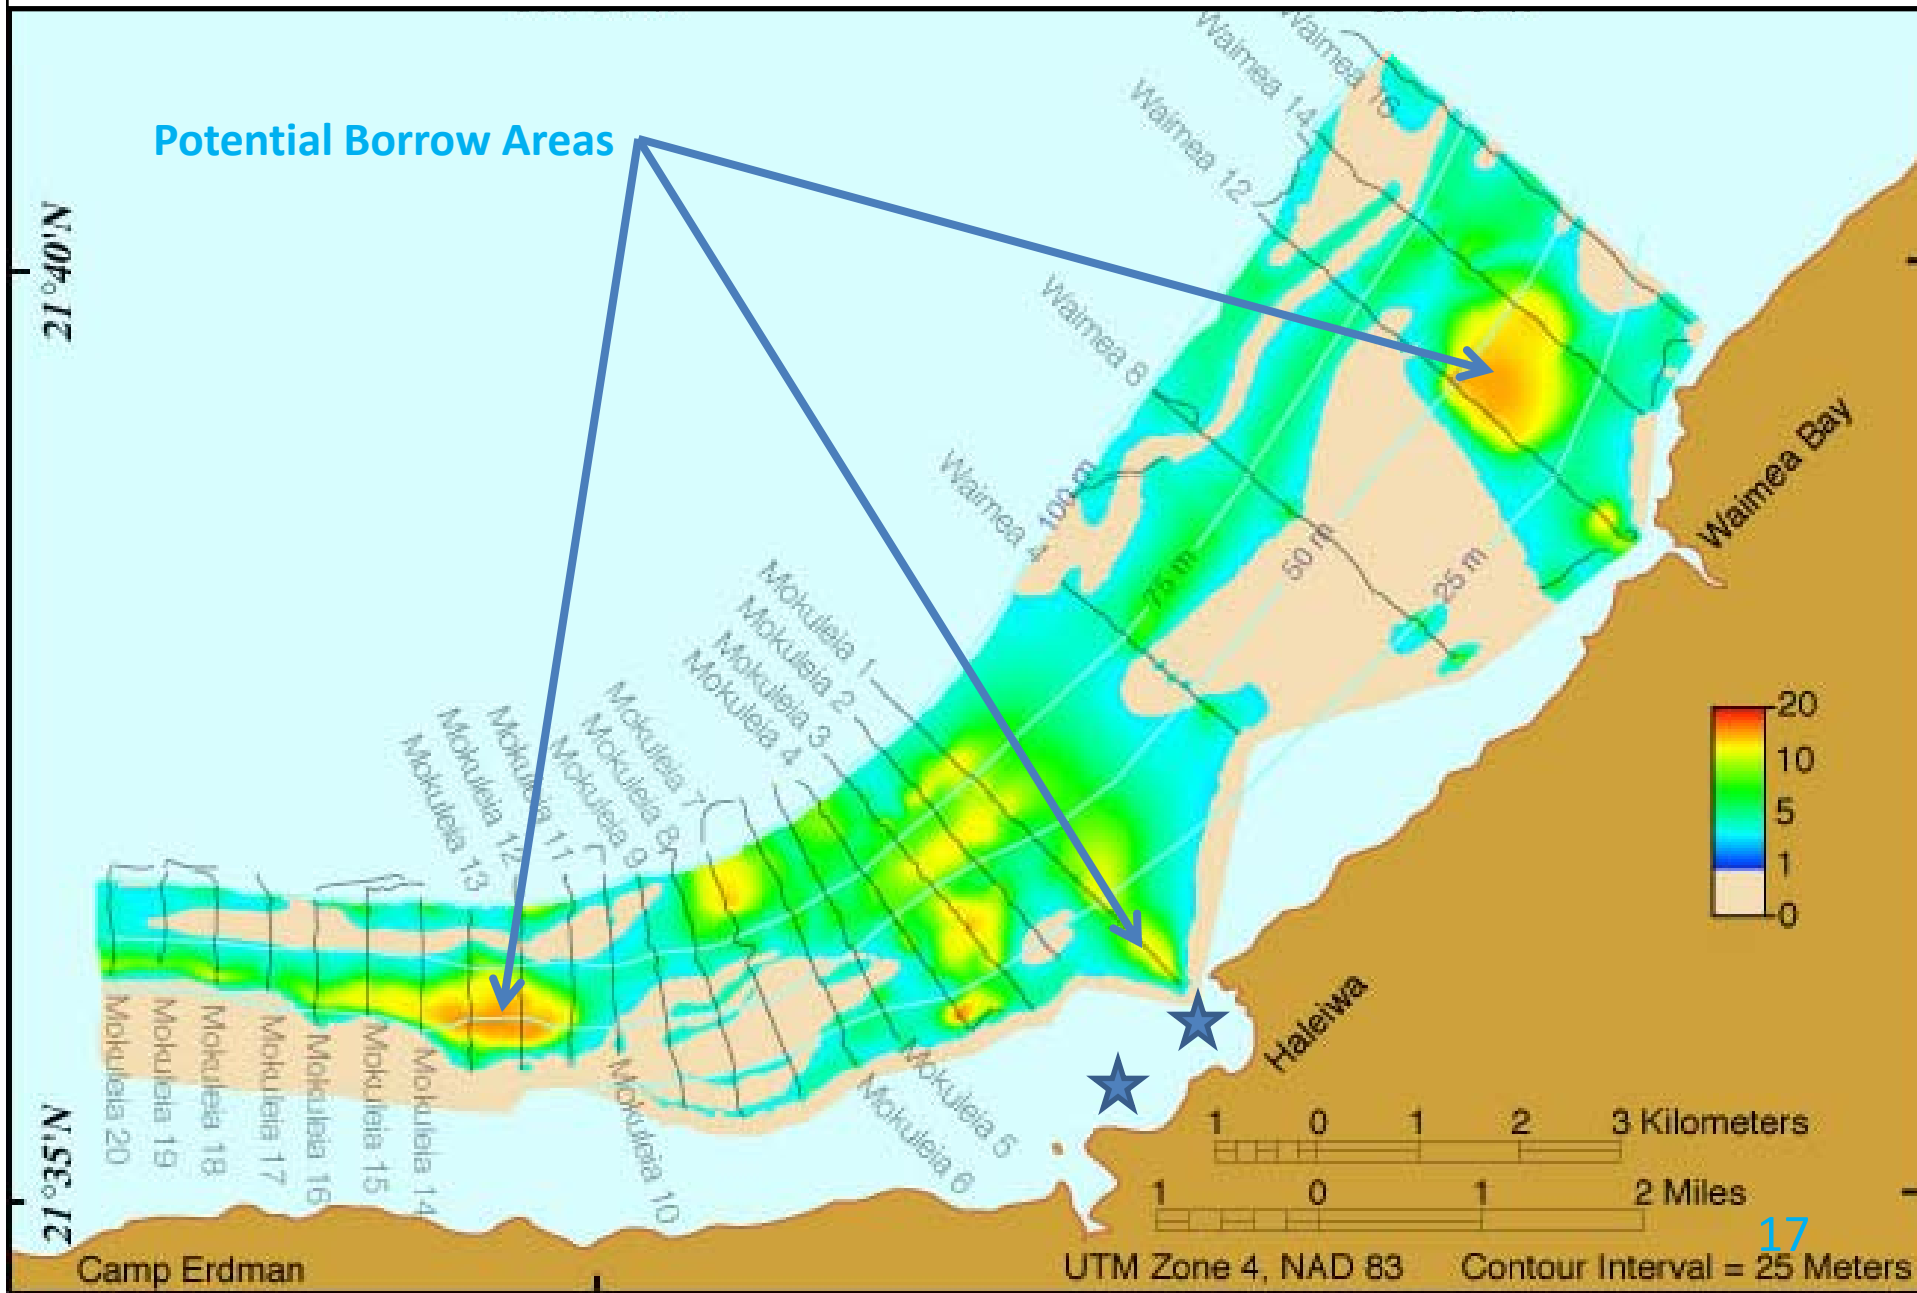 Potential Borrow Areas
21°40'N
21°35'N
Waimea 14
Waimea 12
Waimea 8
Waimea 4
100 m
75 m
50 m
25 m
Waimea Bay
Mokuleia 1
Mokuleia 2
Mokuleia 3
Mokuleia 4
Mokuleia 7
Mokuleia 8
Mokuleia 9
Mokuleia 11
Mokuleia 12
Mokuleia 13
20
10
5
1
0
Mokuleia 20
Mokuleia 19
Mokuleia 18
Mokuleia 17
Mokuleia 16
Mokuleia 15
Mokuleia 14
Mokuleia 10
Mokuleia 5
Mokuleia 6
Haleiwa
1 0 1 2 3 Kilometers
1 0 1 2 Miles
17
Camp Erdman
UTM Zone 4, NAD 83
Contour Interval = 25 Meters